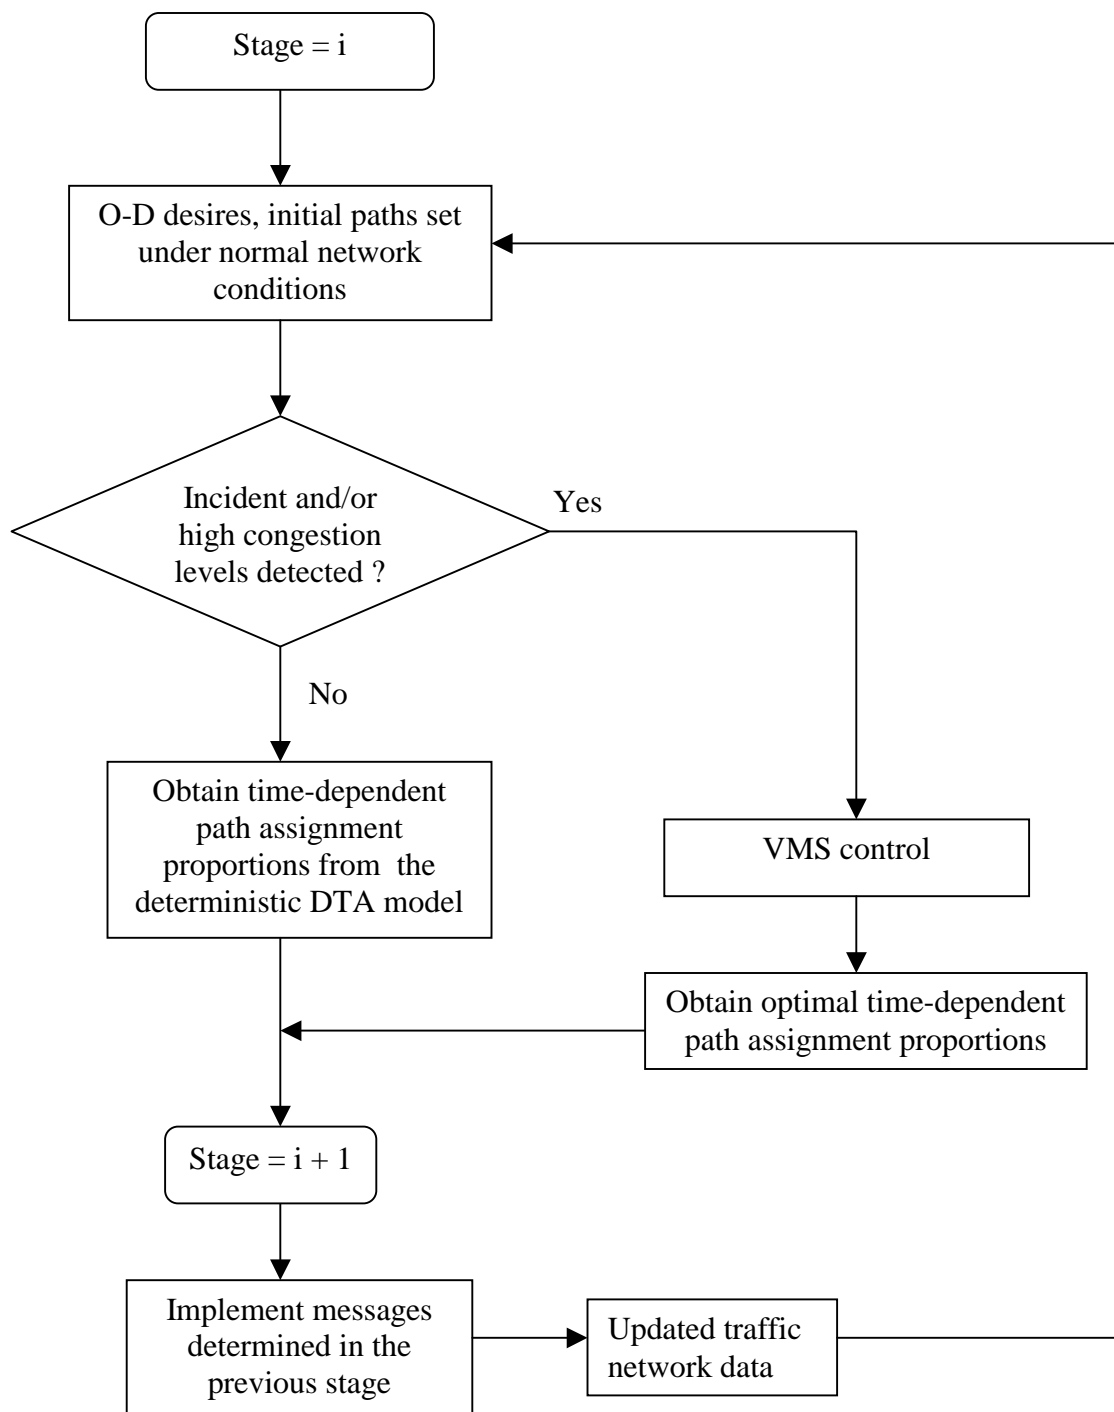 Stage = i
O-D desires, initial paths set
under normal network
conditions
Incident and/or
high congestion
levels detected ?
Yes
No
Obtain time-dependent
path assignment
proportions from the
deterministic DTA model
VMS control
Obtain optimal time-dependent
path assignment proportions
Stage = i + 1
Implement messages
determined in the
previous stage
Updated traffic
network data